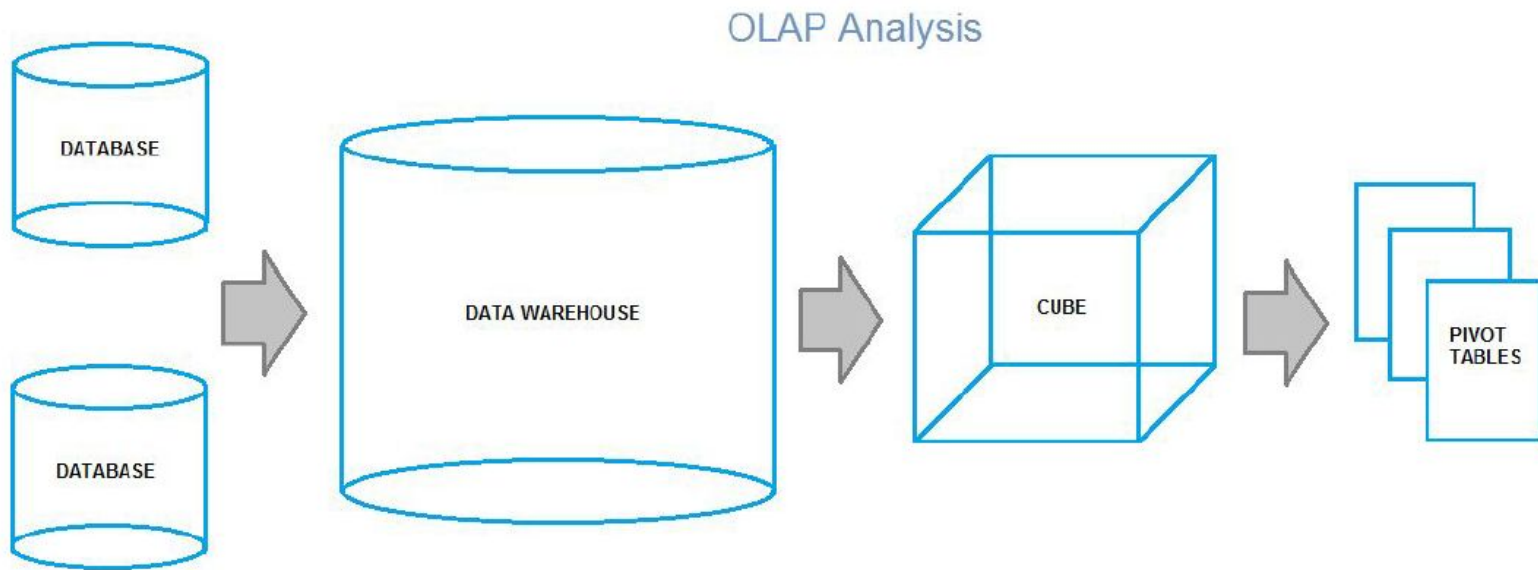 OLAP Analysis
DATABASE
DATABASE
DATA WAREHOUSE
CUBE
PIVOT
TABLES